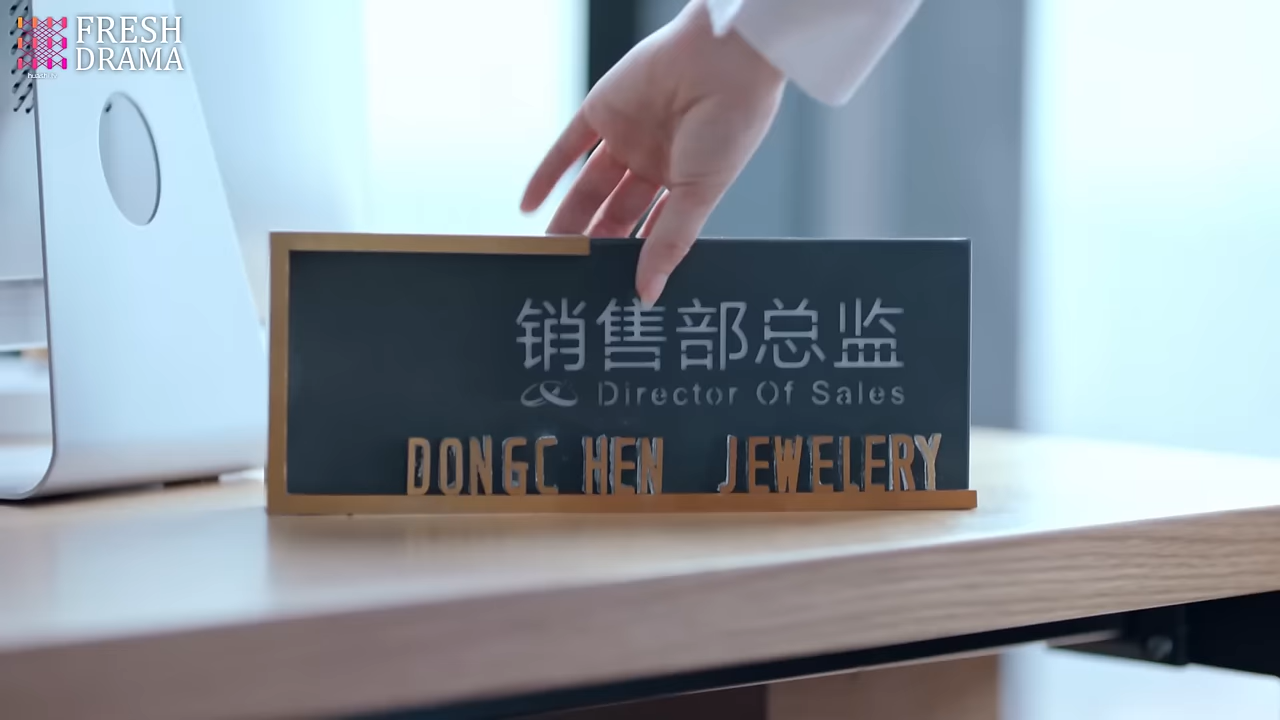 FRESH
DRAMA
销售部总监
Director Of Sales
DONGC HEN JEWELERY